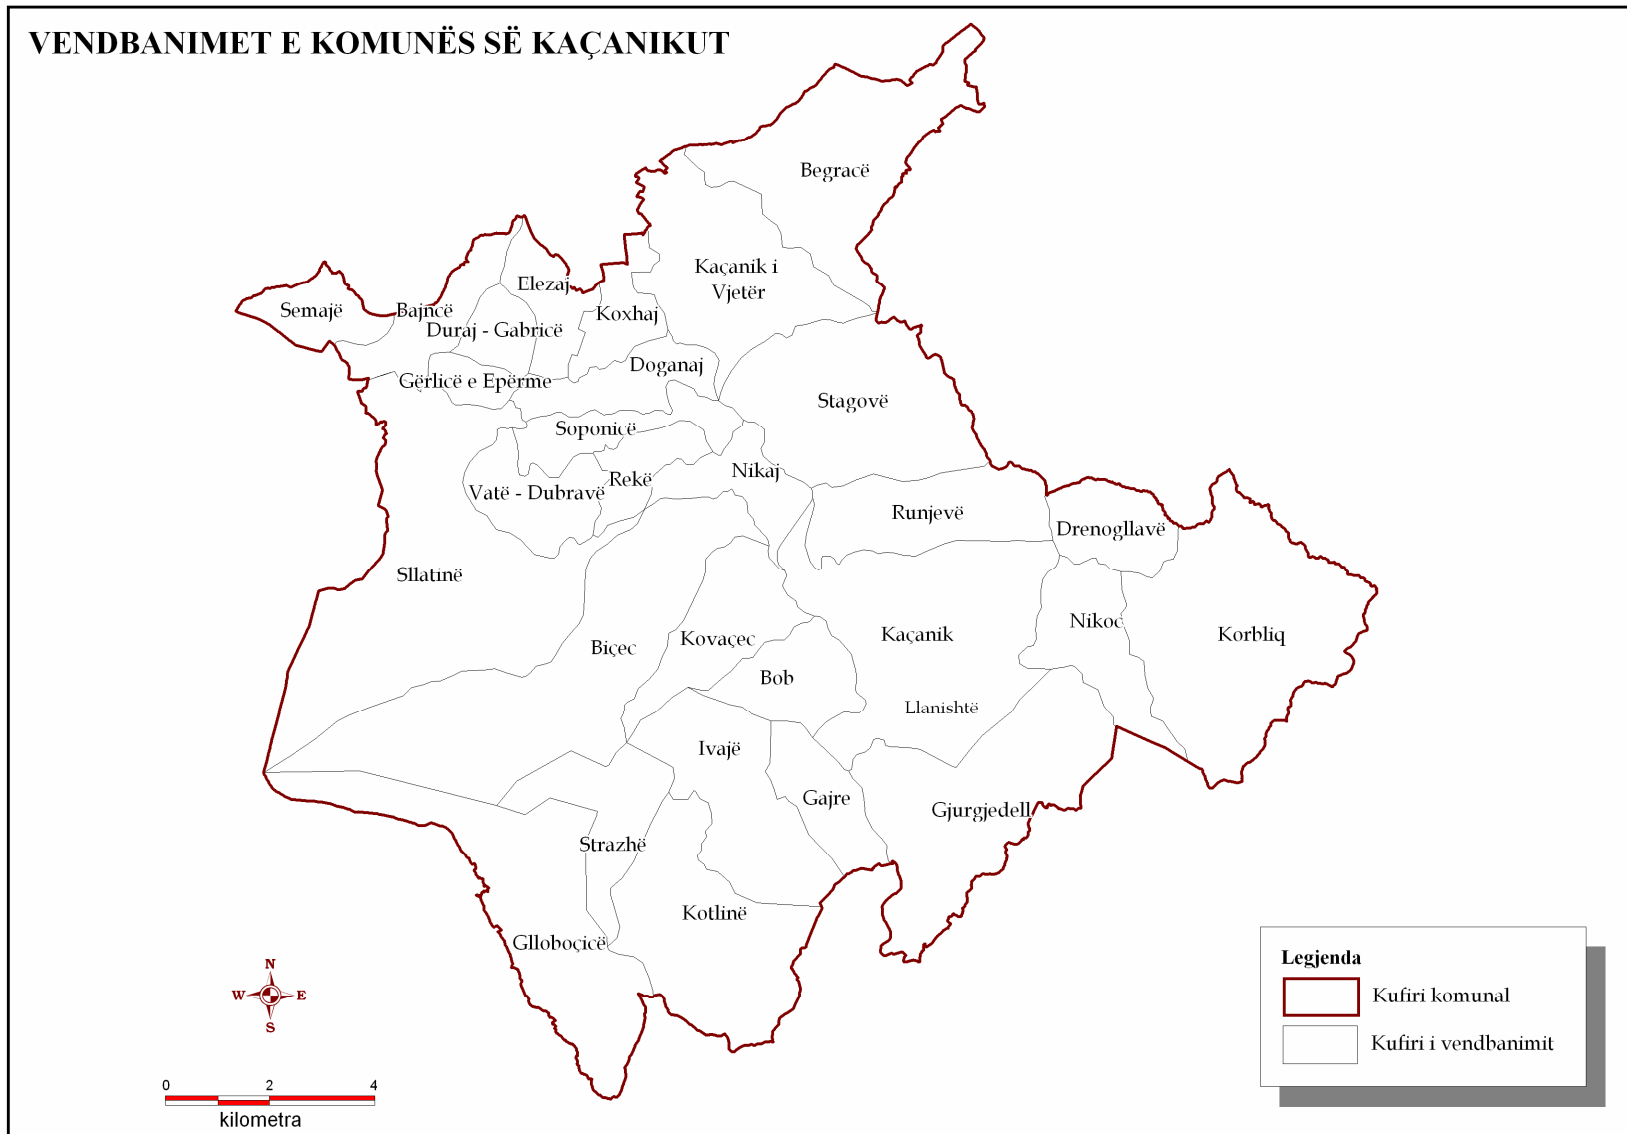 VENDBANIMET E KOMUNËS SË KAÇANIKUT
Begracë
Kaçanik i
Vjetër
Elezaj
Semajë
Bajncë
Koxhaj
Duraj - Gabricë
Doganaj
Gërlicë e Epërme
Stagovë
Soponicë
Nikaj
Rekë
Vatë - Dubravë
Runjevë
Drenogllavë
Sllatinë
Nikoc
Kaçanik
Korbliq
Kovaçec
Biçec
Bob
Llanishtë
Ivajë
Gajre
Gjurgjedell
Strazhë
Kotlinë
Glloboçicë
N
W
E
S
0
2
4
kilometra
Legjenda
Kufiri komunal
Kufiri i vendbanimit